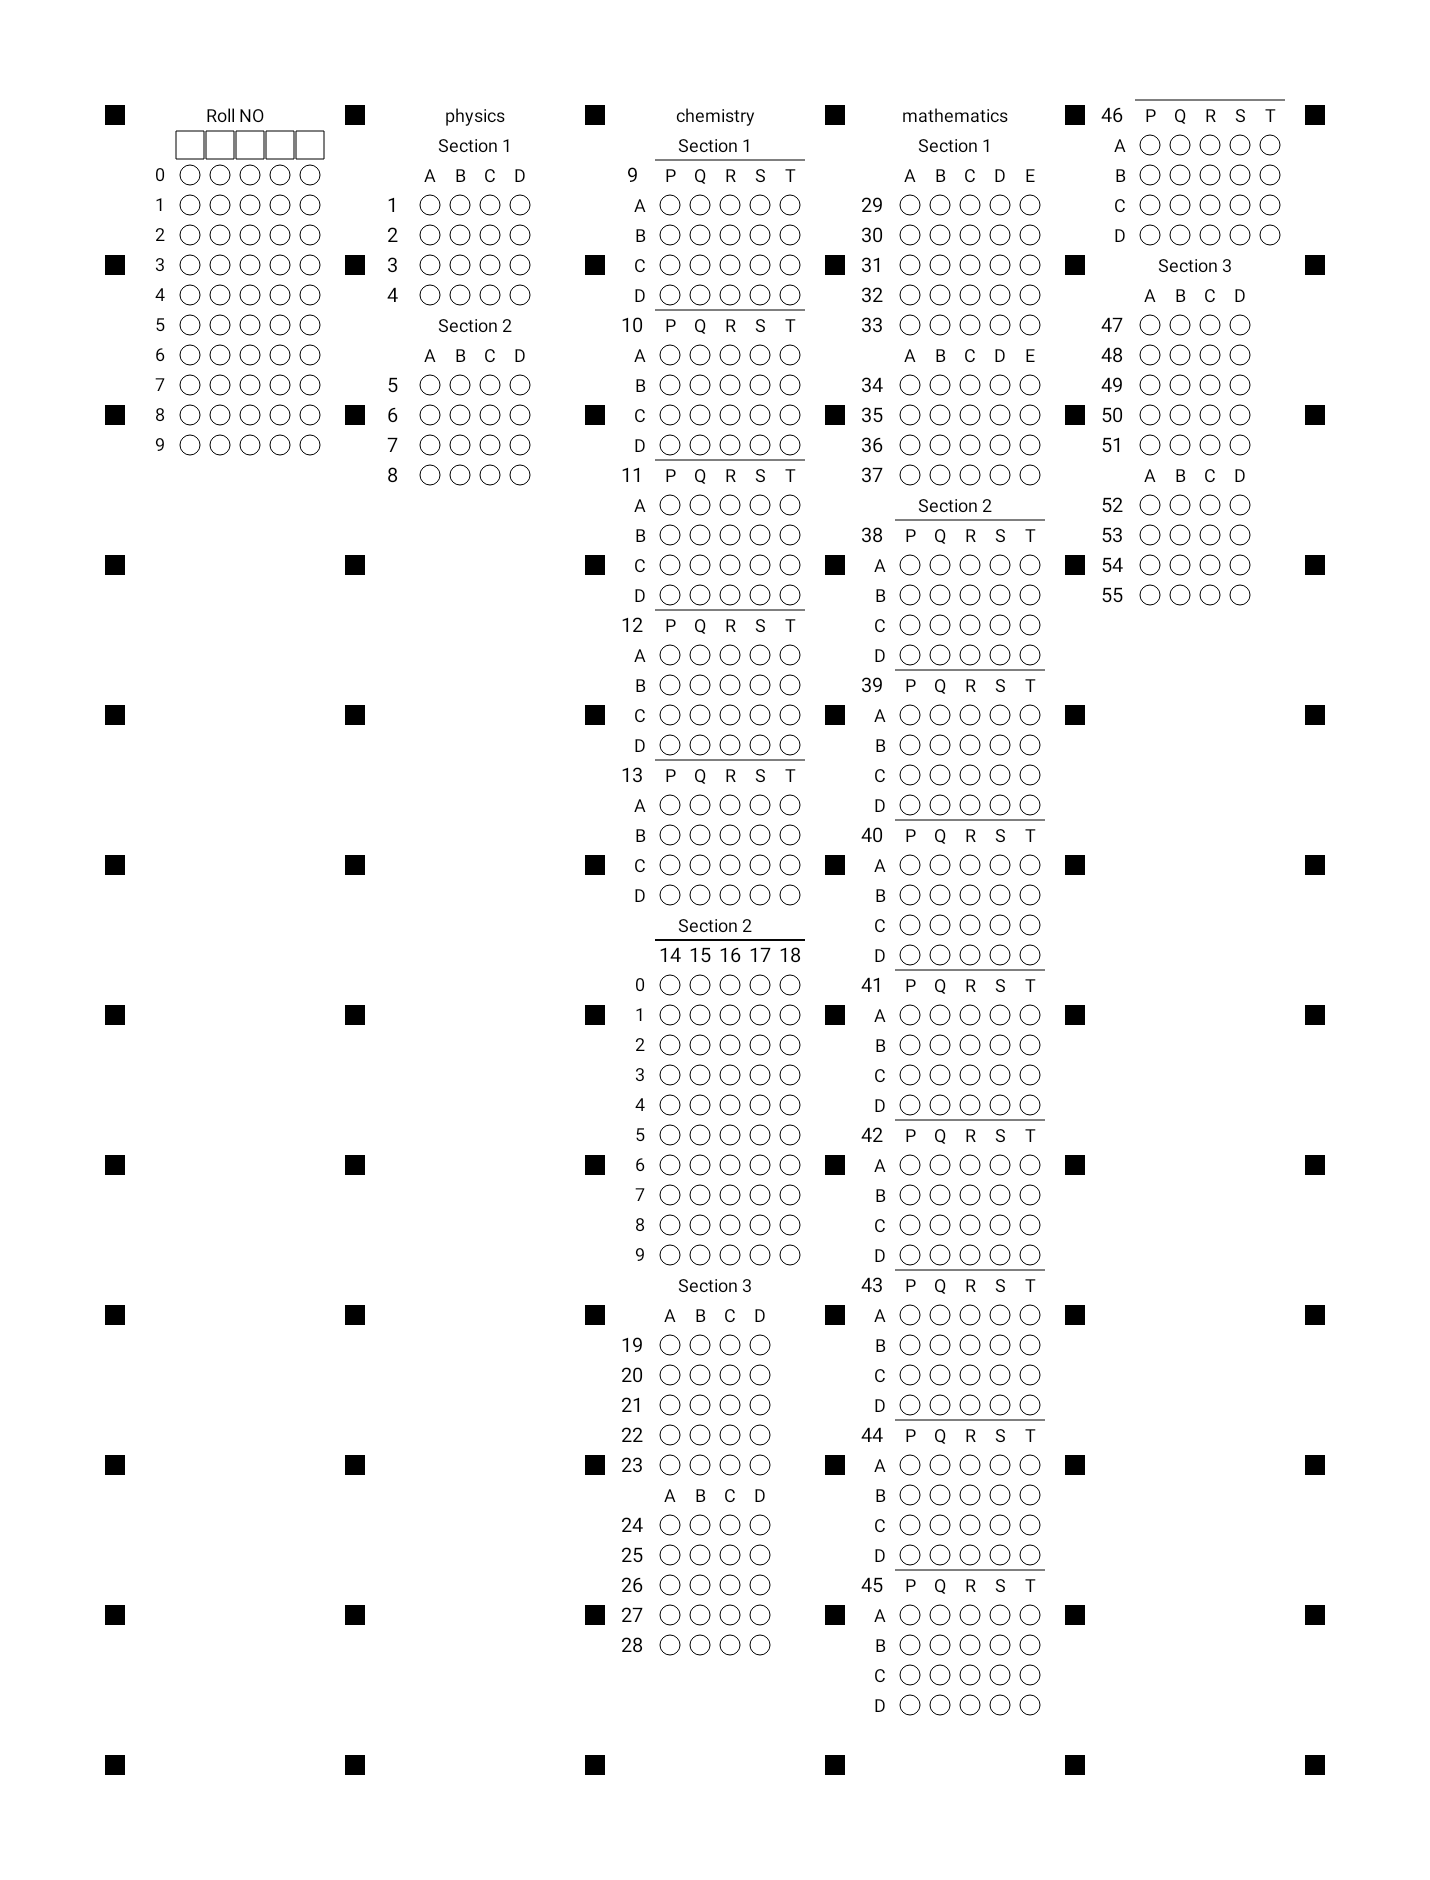 Roll NO
0
1
2
3
4
5
6
7
8
9
physics
Section 1
A B C D
1
2
3
4
Section 2
A B C D
5
6
7
8
chemistry
Section 1
9 P Q R S T
A
B
C
D
10 P Q R S T
A
B
C
D
11 P Q R S T
A
B
C
D
12 P Q R S T
A
B
C
D
13 P Q R S T
A
B
C
D
Section 2
14 15 16 17 18
0
1
2
3
4
5
6
7
8
9
Section 3
A B C D
19
20
21
22
23
A B C D
24
25
26
27
28
mathematics
Section 1
A B C D E
29
30
31
32
33
A B C D E
34
35
36
37
Section 2
38 P Q R S T
A
B
C
D
39 P Q R S T
A
B
C
D
40 P Q R S T
A
B
C
D
41 P Q R S T
A
B
C
D
42 P Q R S T
A
B
C
D
43 P Q R S T
A
B
C
D
44 P Q R S T
A
B
C
D
45 P Q R S T
A
B
C
D
46 P Q R S T
A
B
C
D
Section 3
A B C D
47
48
49
50
51
A B C D
52
53
54
55